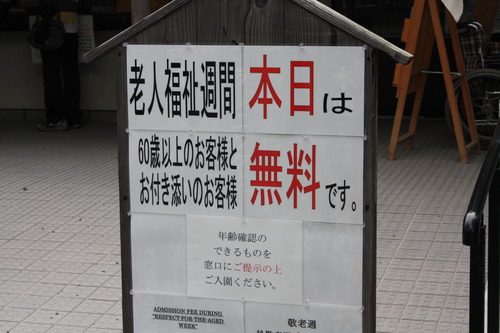 老人福祉週間
本日は
60歳以上のお客様と
お付き添いのお客様
無料です。
年齢確認の
できるものを
窓口にご提示の上
ご入園ください。
ADMISSION FEE DURING
"RESPECT-FOR-THE-AGED
WEEK"
敬老週